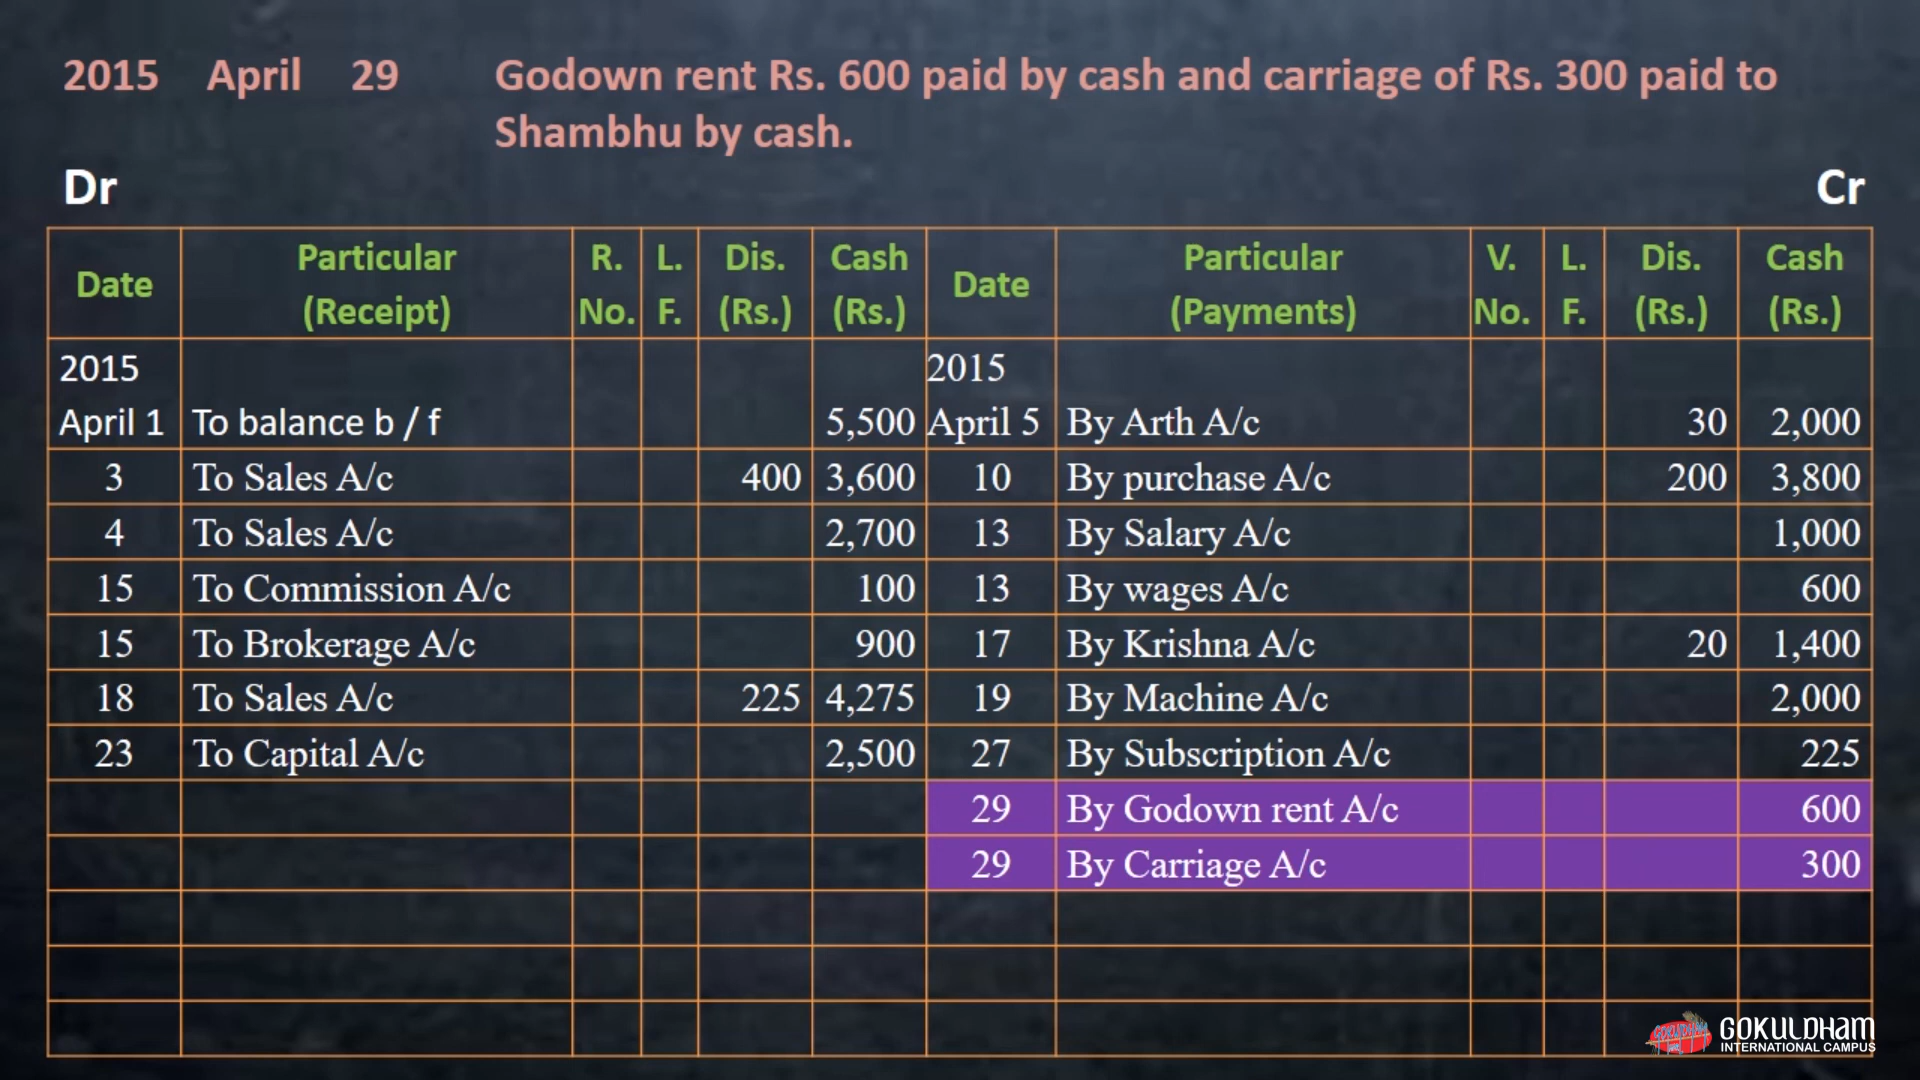 2015 April 29 Godown rent Rs. 600 paid by cash and carriage of Rs. 300 paid to
Shambhu by cash.
Dr Cr
Date Particular (Receipt) R. No. L. F. Dis. (Rs.) Cash (Rs.) Date Particular (Payments) V. No. L. F. Dis. (Rs.) Cash (Rs.)
2015 2015
April 1 To balance b / f 5,500 April 5 By Arth A/c 30 2,000
3 To Sales A/c 400 3,600 10 By purchase A/c 200 3,800
4 To Sales A/c 2,700 13 By Salary A/c 1,000
15 To Commission A/c 100 13 By wages A/c 600
15 To Brokerage A/c 900 17 By Krishna A/c 20 1,400
18 To Sales A/c 225 4,275 19 By Machine A/c 2,000
23 To Capital A/c 2,500 27 By Subscription A/c 225
29 By Godown rent A/c 600
29 By Carriage A/c 300
GOKULDHAM
INTERNATIONAL CAMPUS